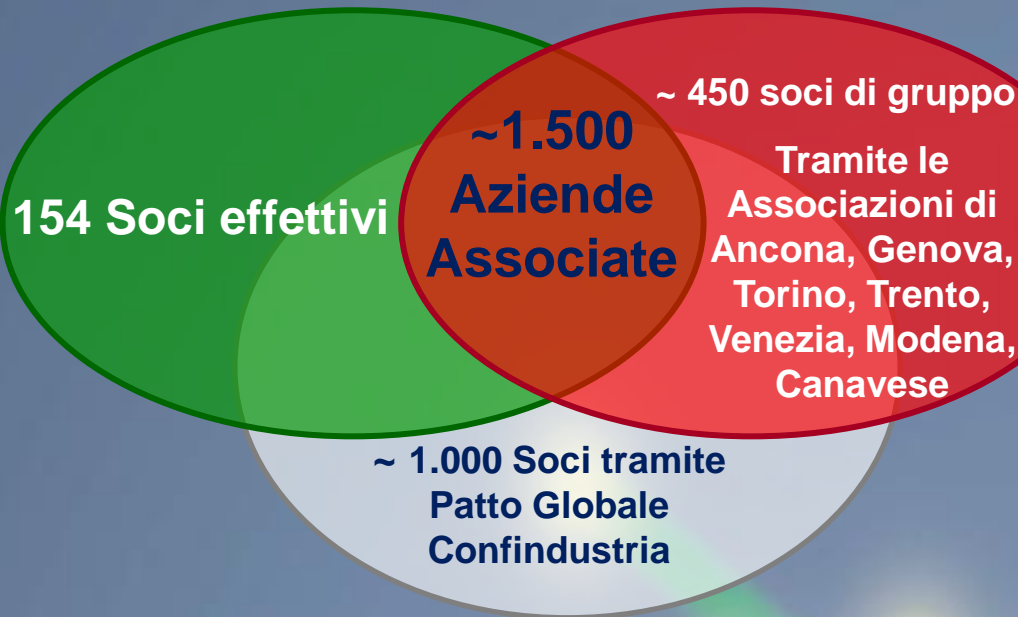 154 Soci effettivi
~1.500
Aziende
Associate
~ 450 soci di gruppo
Tramite le
Associazioni di
Ancona, Genova,
Torino, Trento,
Venezia, Modena,
Canavese
~ 1.000 Soci tramite
Patto Globale
Confindustria